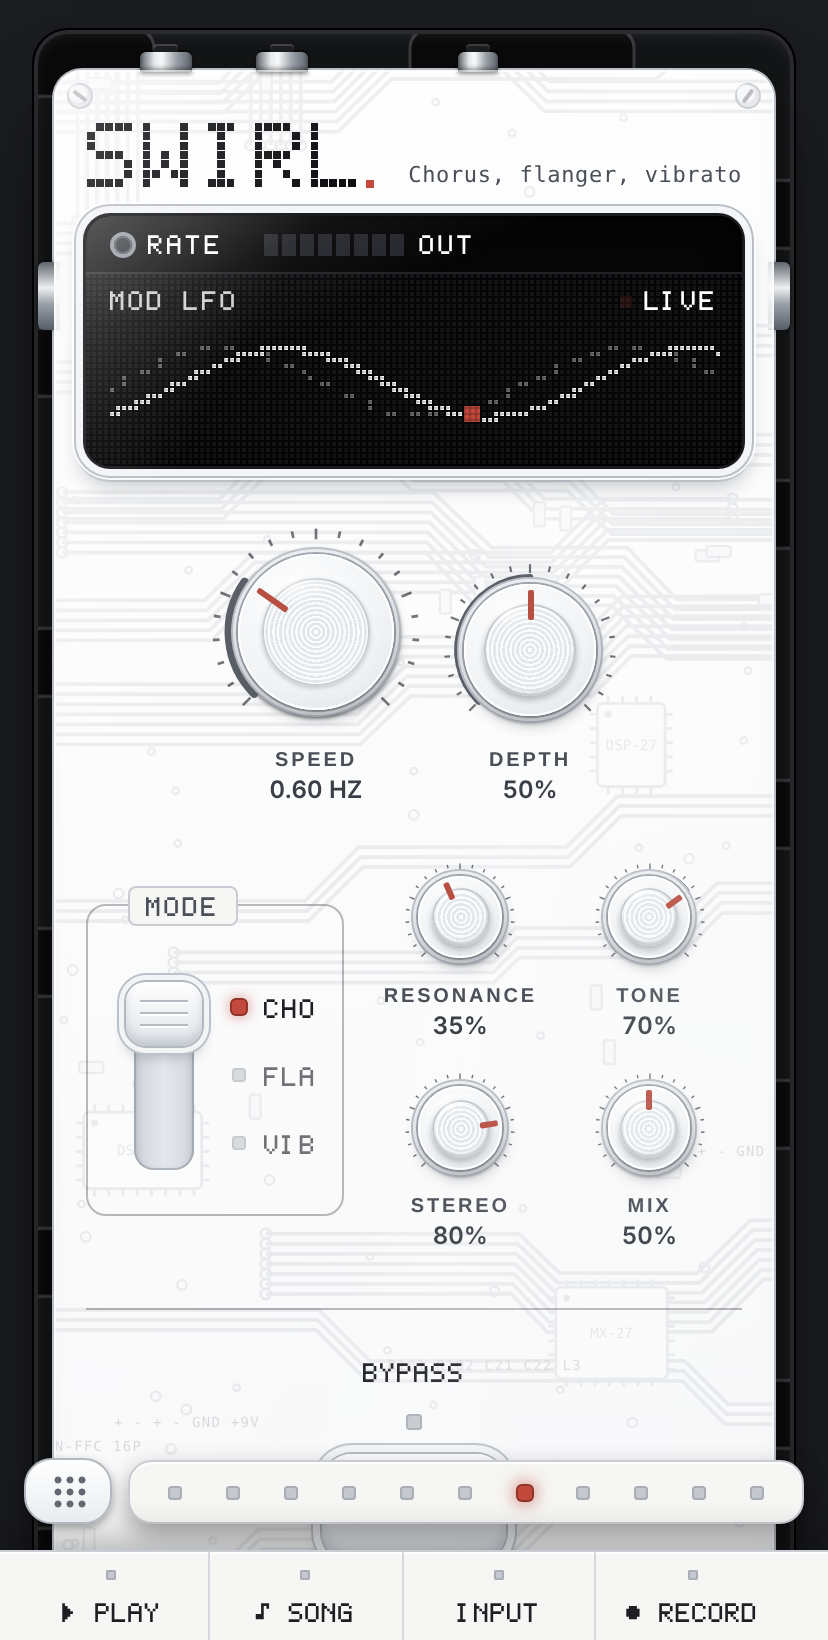 SWIRL.
Chorus, flanger, vibrato
RATE OUT
MOD LFO LIVE
DSP-27
SPEED DEPTH
0.60 HZ 50%
MODE
RESONANCE TONE
35% 70%
CHO
FLA
VIB
+ - GND
STEREO MIX
80% 50%
MX-27
BYPASS
C21 C22 L3
+ - + - GND +9V
N-FFC 16P
PLAY SONG INPUT RECORD